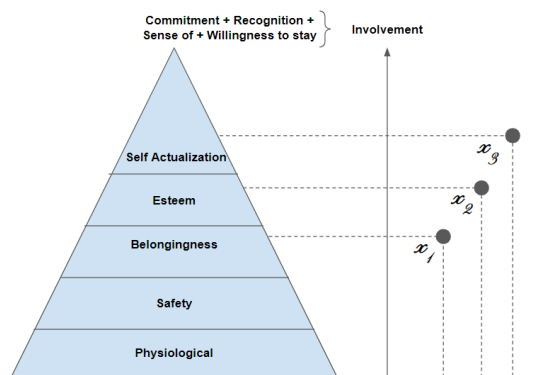 Commitment + Recognition +
Sense of + Willingness to stay
Involvement
Self Actualization
x3
Esteem
x2
Belongingness
x1
Safety
Physiological